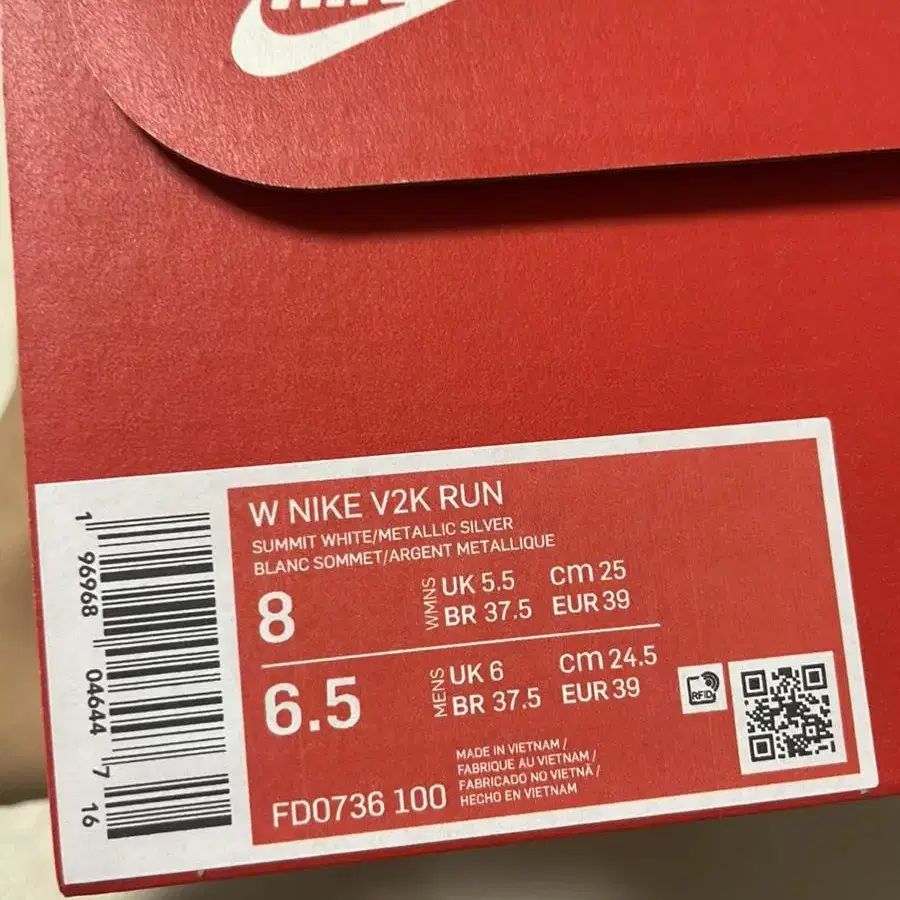 W NIKE V2K RUN
SUMMIT WHITE/METALLIC SILVER
BLANC SOMMET/ARGENT METALLIQUE
8 WMNS UK 5.5 cm 25
BR 37.5 EUR 39
6.5 MENS UK 6 cm 24.5
BR 37.5 EUR 39
RFID
FD0736 100
MADE IN VIETNAM /
FABRIQUE AU VIETNAM /
FABRICADO NO VIETNÃ /
HECHO EN VIETNAM
1 96968 04644 7 16